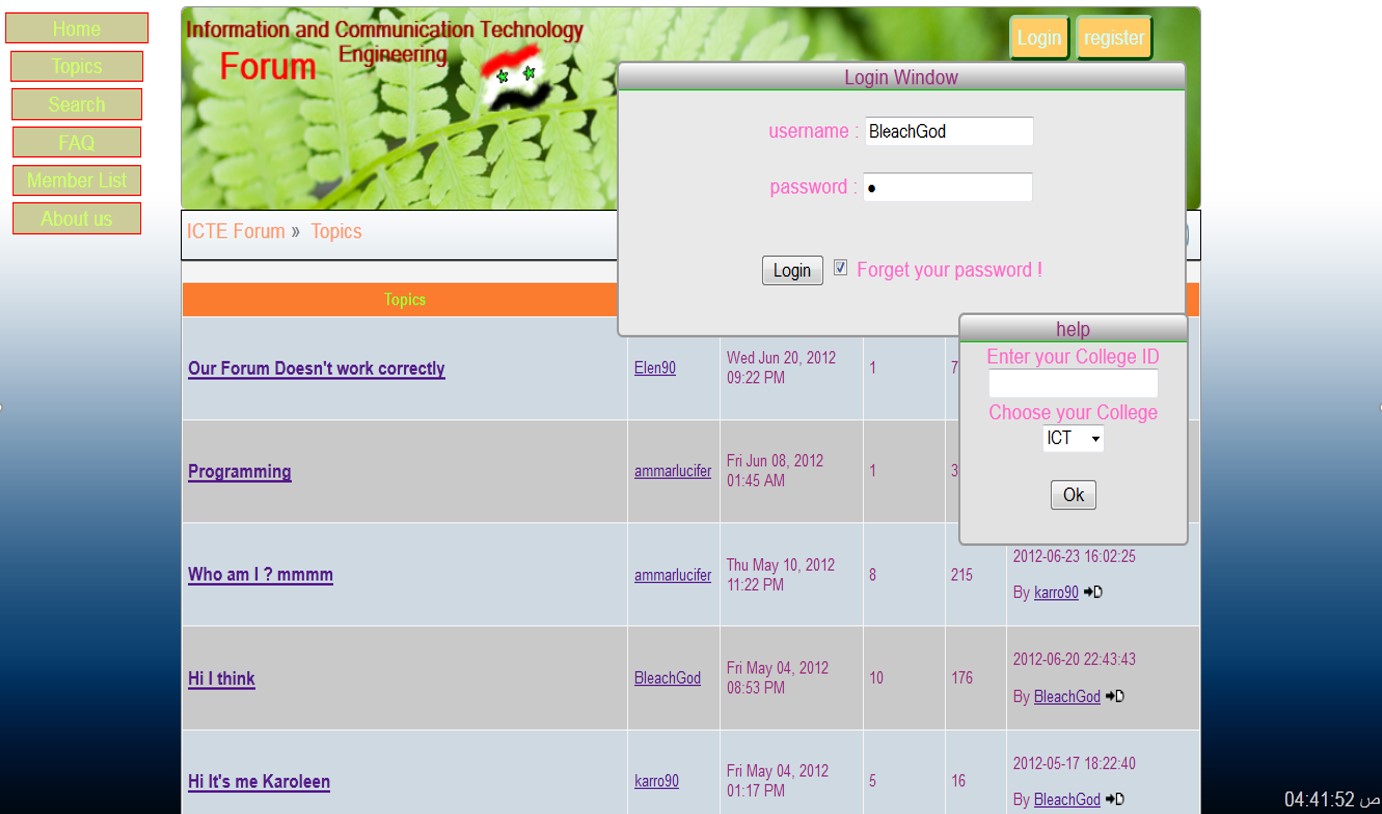 Home
Topics
Search
FAQ
Member List
About us
Information and Communication Technology
Engineering
Forum
Login register
Login Window
username : BleachGod
password : ●
Login Forget your password !
help
Enter your College ID
Choose your College
ICT
Ok
ICTE Forum » Topics
Topics
Our Forum Doesn't work correctly Elen90 Wed Jun 20, 2012 1 7
09:22 PM
Programming ammarlucifer Fri Jun 08, 2012 1 3
01:45 AM
Who am I ? mmmm ammarlucifer Thu May 10, 2012 8 215 2012-06-23 16:02:25
11:22 PM By karro90
Hi I think BleachGod Fri May 04, 2012 10 176 2012-06-20 22:43:43
08:53 PM By BleachGod
Hi It's me Karoleen karro90 Fri May 04, 2012 5 16 2012-05-17 18:22:40
01:17 PM By BleachGod
04:41:52 ص